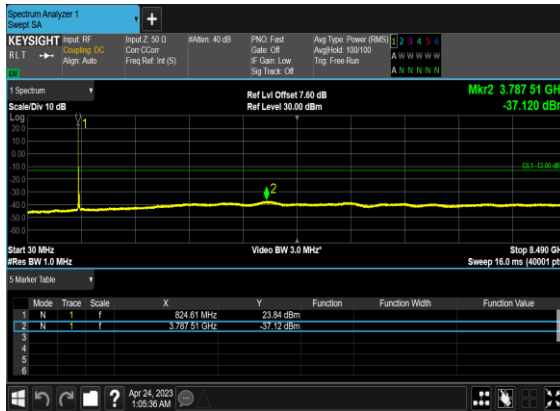 Spectrum Analyzer 1
Swept SA
+
KEYSIGHT Input: RF Input Z: 50 Ω #Atten: 40 dB PNO: Fast Avg Type: Power (RMS) 1 2 3 4 5 6
RLT Coupling: DC Corr CCorr Gate: Off Avg|Hold: 100/100
Align: Auto Freq Ref: Int (S) IF Gain: Low Trig: Free Run A W W W W W
Sig Track: Off
LXI A N N N N N
1 Spectrum
Ref Lvl Offset 7.60 dB Mkr2 3.787 51 GHz
Scale/Div 10 dB Ref Level 30.00 dBm -37.120 dBm
Log
20.0
10.0
0.00
-10.0
DL1 -13.00 dB
-20.0
-30.0
-40.0
-50.0
-60.0
1
2
Start 30 MHz Video BW 3.0 MHz* Stop 8.490 GH
#Res BW 1.0 MHz Sweep 16.0 ms (40001 pts
5 Marker Table
Mode Trace Scale X Y Function Function Width Function Value
1 N 1 f 824.61 MHz 23.84 dBm
2 N 1 f 3.787 51 GHz -37.12 dBm
3
4
5
6
?
Apr 24, 2023
1:05:36 AM